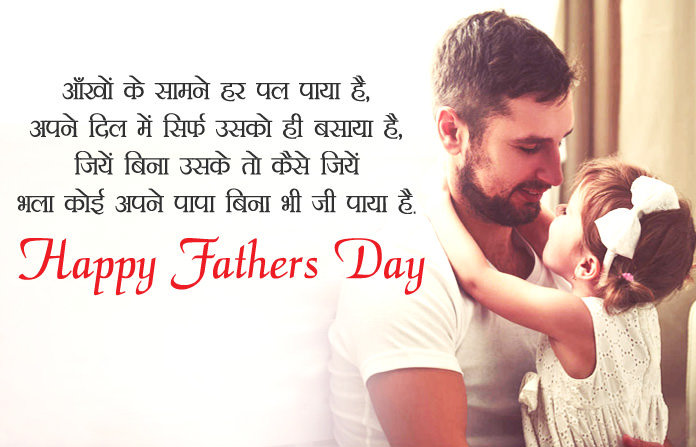 आँखों के सामने हर पल पाया है,
अपने दिल में सिर्फ उसको ही बसाया है,
जियें बिना उसके तो कैसे जियें
भला कोई अपने पापा बिना भी जी पाया है.
Happy Fathers Day